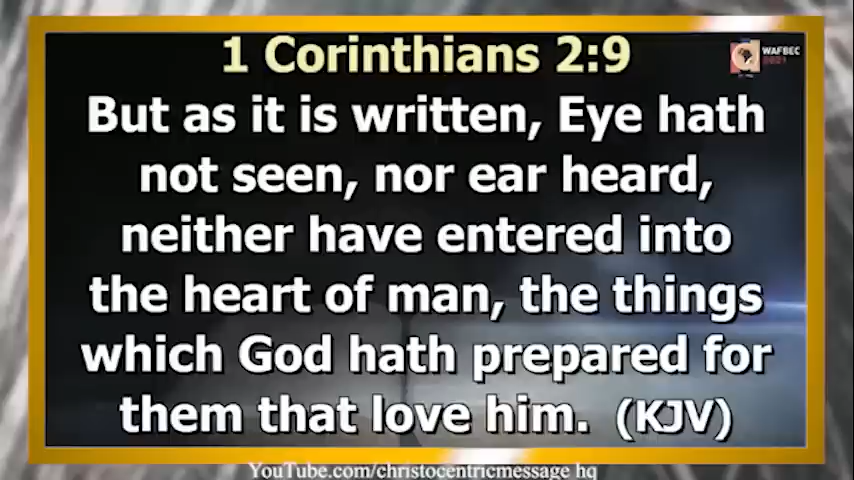 1 Corinthians 2:9
WAFBEC
2021
But as it is written, Eye hath
not seen, nor ear heard,
neither have entered into
the heart of man, the things
which God hath prepared for
them that love him. (KJV)
YouTube.com/christocentricmessage hq